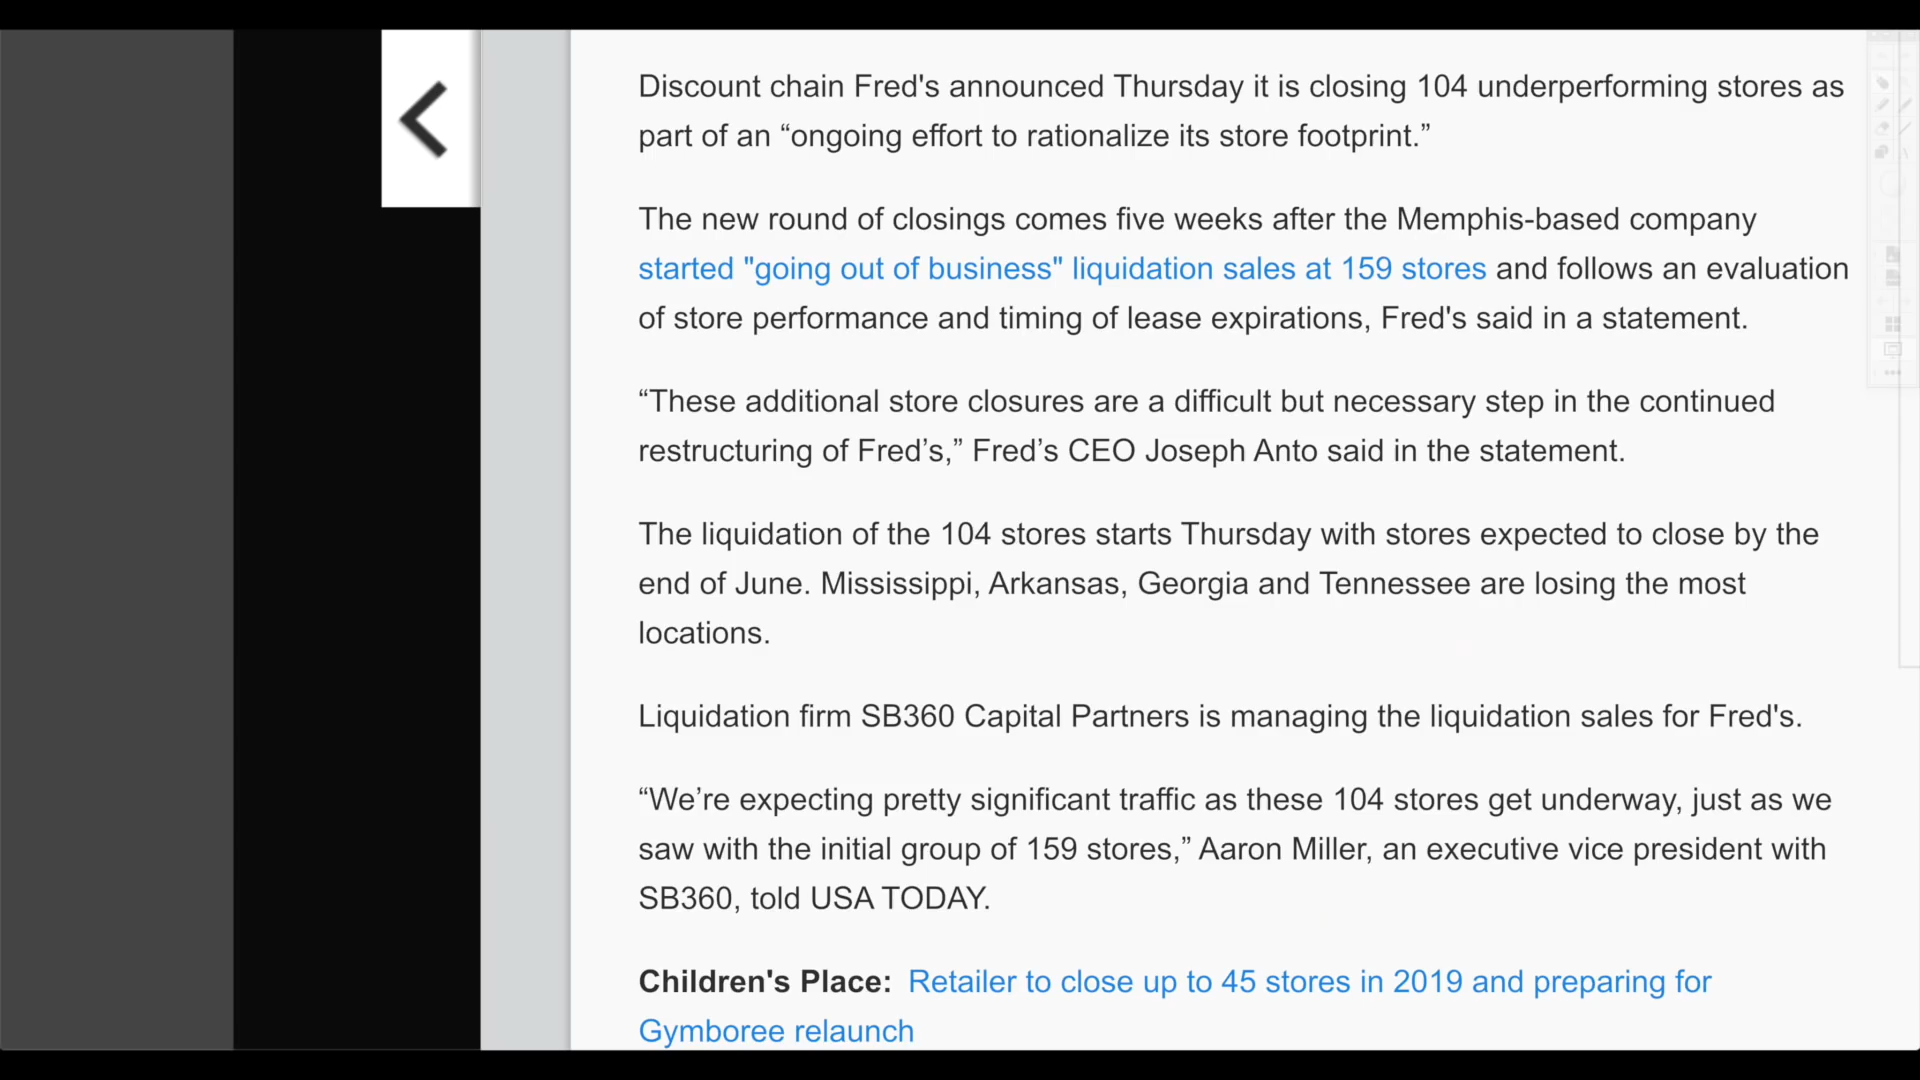 Discount chain Fred's announced Thursday it is closing 104 underperforming stores as
part of an “ongoing effort to rationalize its store footprint.”
The new round of closings comes five weeks after the Memphis-based company
started "going out of business" liquidation sales at 159 stores and follows an evaluation
of store performance and timing of lease expirations, Fred's said in a statement.
“These additional store closures are a difficult but necessary step in the continued
restructuring of Fred’s,” Fred’s CEO Joseph Anto said in the statement.
The liquidation of the 104 stores starts Thursday with stores expected to close by the
end of June. Mississippi, Arkansas, Georgia and Tennessee are losing the most
locations.
Liquidation firm SB360 Capital Partners is managing the liquidation sales for Fred's.
“We’re expecting pretty significant traffic as these 104 stores get underway, just as we
saw with the initial group of 159 stores,” Aaron Miller, an executive vice president with
SB360, told USA TODAY.
Children's Place: Retailer to close up to 45 stores in 2019 and preparing for
Gymboree relaunch